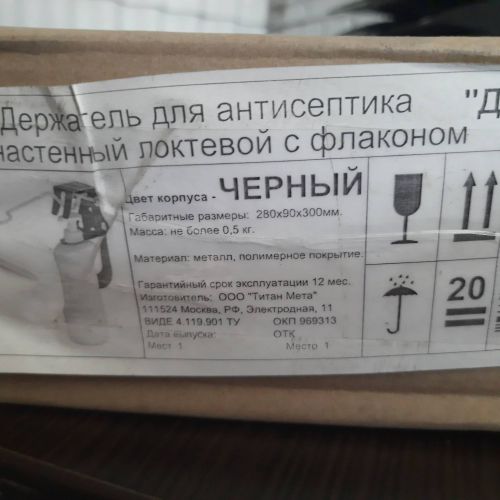 Держатель для антисептика "Д
настенный локтевой с флаконом
Цвет корпуса - ЧЕРНЫЙ
Габаритные размеры: 280х90х300мм.
Масса: не более 0,5 кг.
Материал: металл, полимерное покрытие.
Гарантийный срок эксплуатации 12 мес.
Изготовитель: ООО "Титан Мета"
111524 Москва, РФ, Электродная, 11
ВИДЕ 4.119.901 ТУ ОКП 969313
Дата выпуска: ОТК
Мест 1 Место 1
20